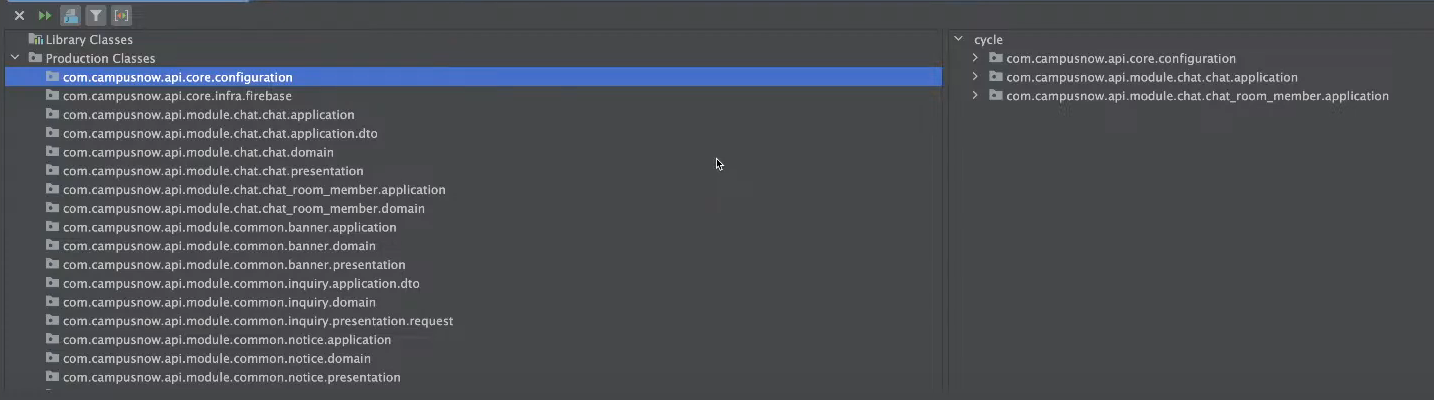 Library Classes
Production Classes
com.campusnow.api.core.configuration
com.campusnow.api.core.infra.firebase
com.campusnow.api.module.chat.chat.application
com.campusnow.api.module.chat.chat.application.dto
com.campusnow.api.module.chat.chat.domain
com.campusnow.api.module.chat.chat.presentation
com.campusnow.api.module.chat.chat_room_member.application
com.campusnow.api.module.chat.chat_room_member.domain
com.campusnow.api.module.common.banner.application
com.campusnow.api.module.common.banner.domain
com.campusnow.api.module.common.banner.presentation
com.campusnow.api.module.common.inquiry.application.dto
com.campusnow.api.module.common.inquiry.domain
com.campusnow.api.module.common.inquiry.presentation.request
com.campusnow.api.module.common.notice.application
com.campusnow.api.module.common.notice.domain
com.campusnow.api.module.common.notice.presentation
cycle
com.campusnow.api.core.configuration
com.campusnow.api.module.chat.chat.application
com.campusnow.api.module.chat.chat_room_member.application